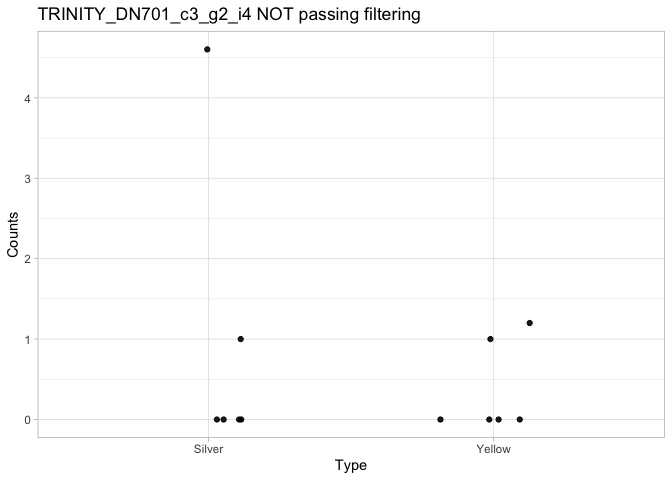 TRINITY_DN701_c3_g2_i4 NOT passing filtering
Counts
4
3
2
1
0
Silver
Yellow
Type